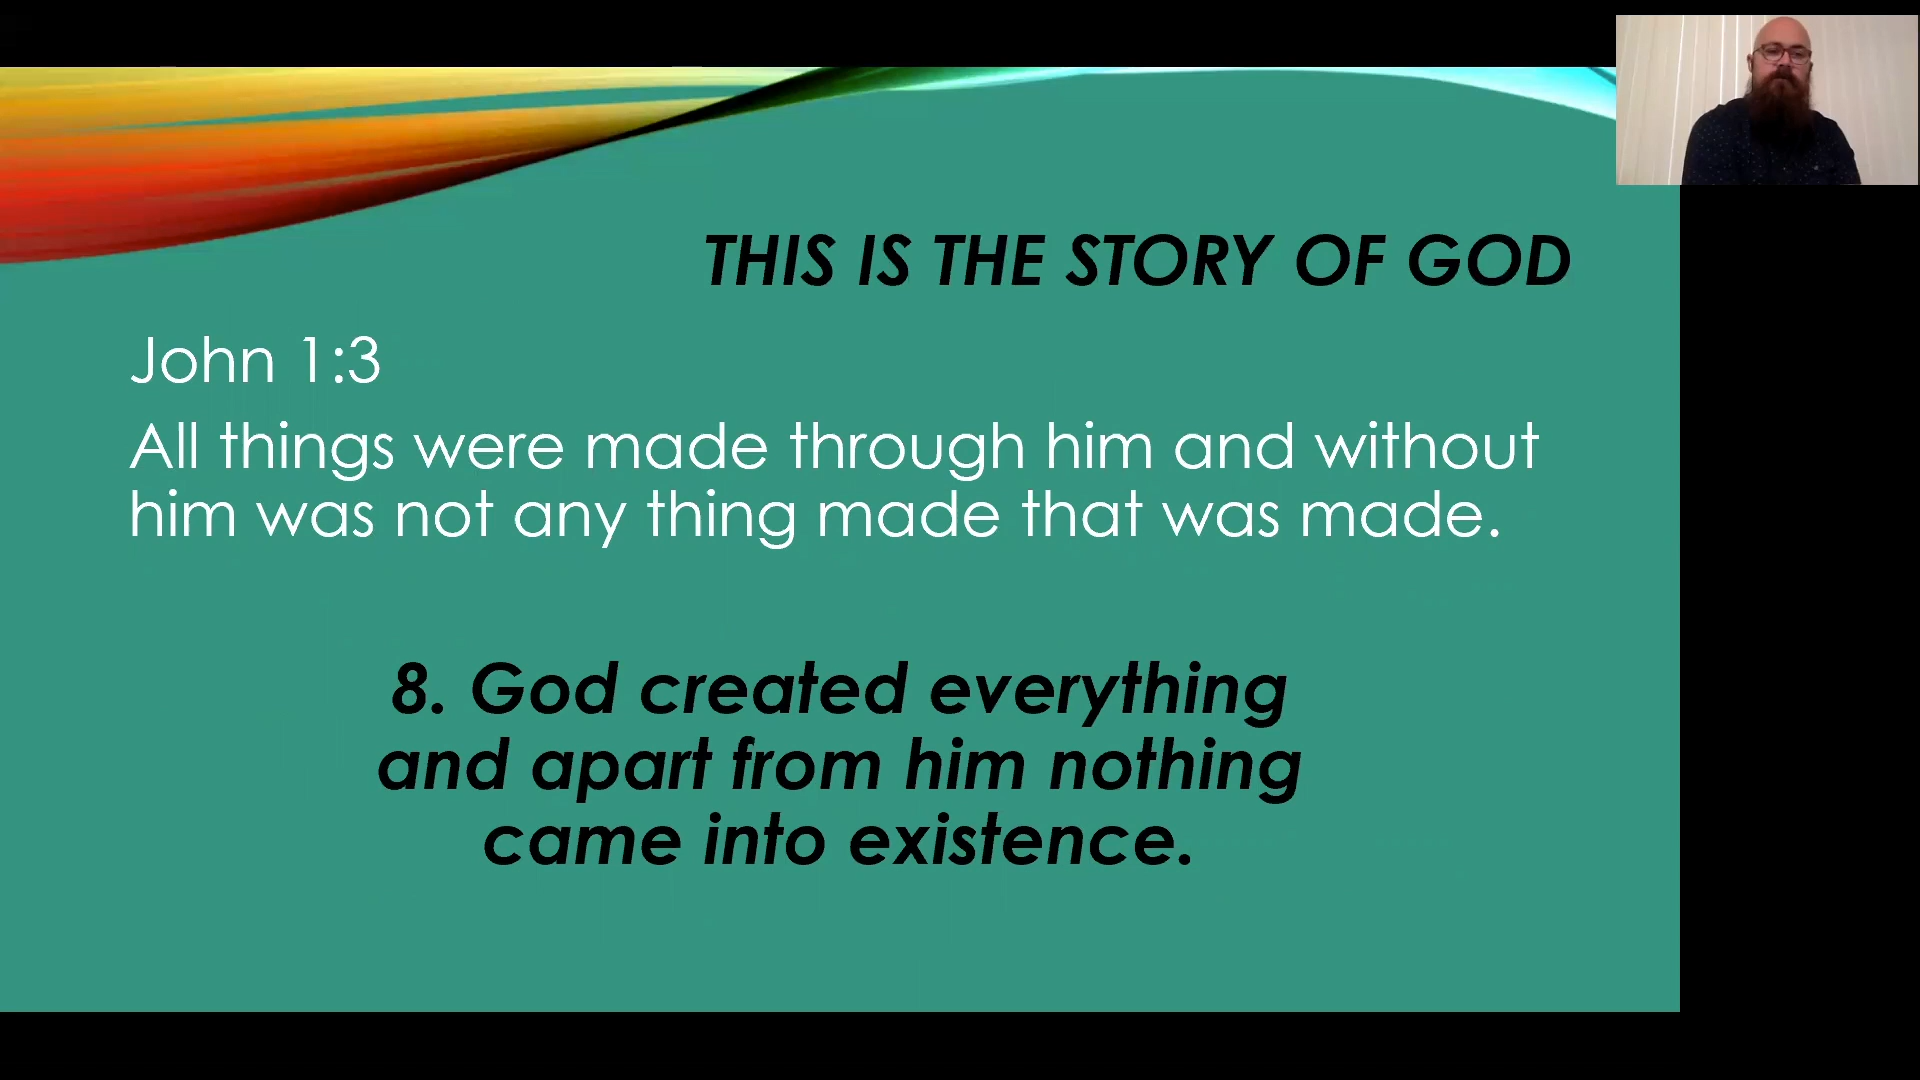 THIS IS THE STORY OF GOD
John 1:3
All things were made through him and without
him was not any thing made that was made.
8. God created everything
and apart from him nothing
came into existence.